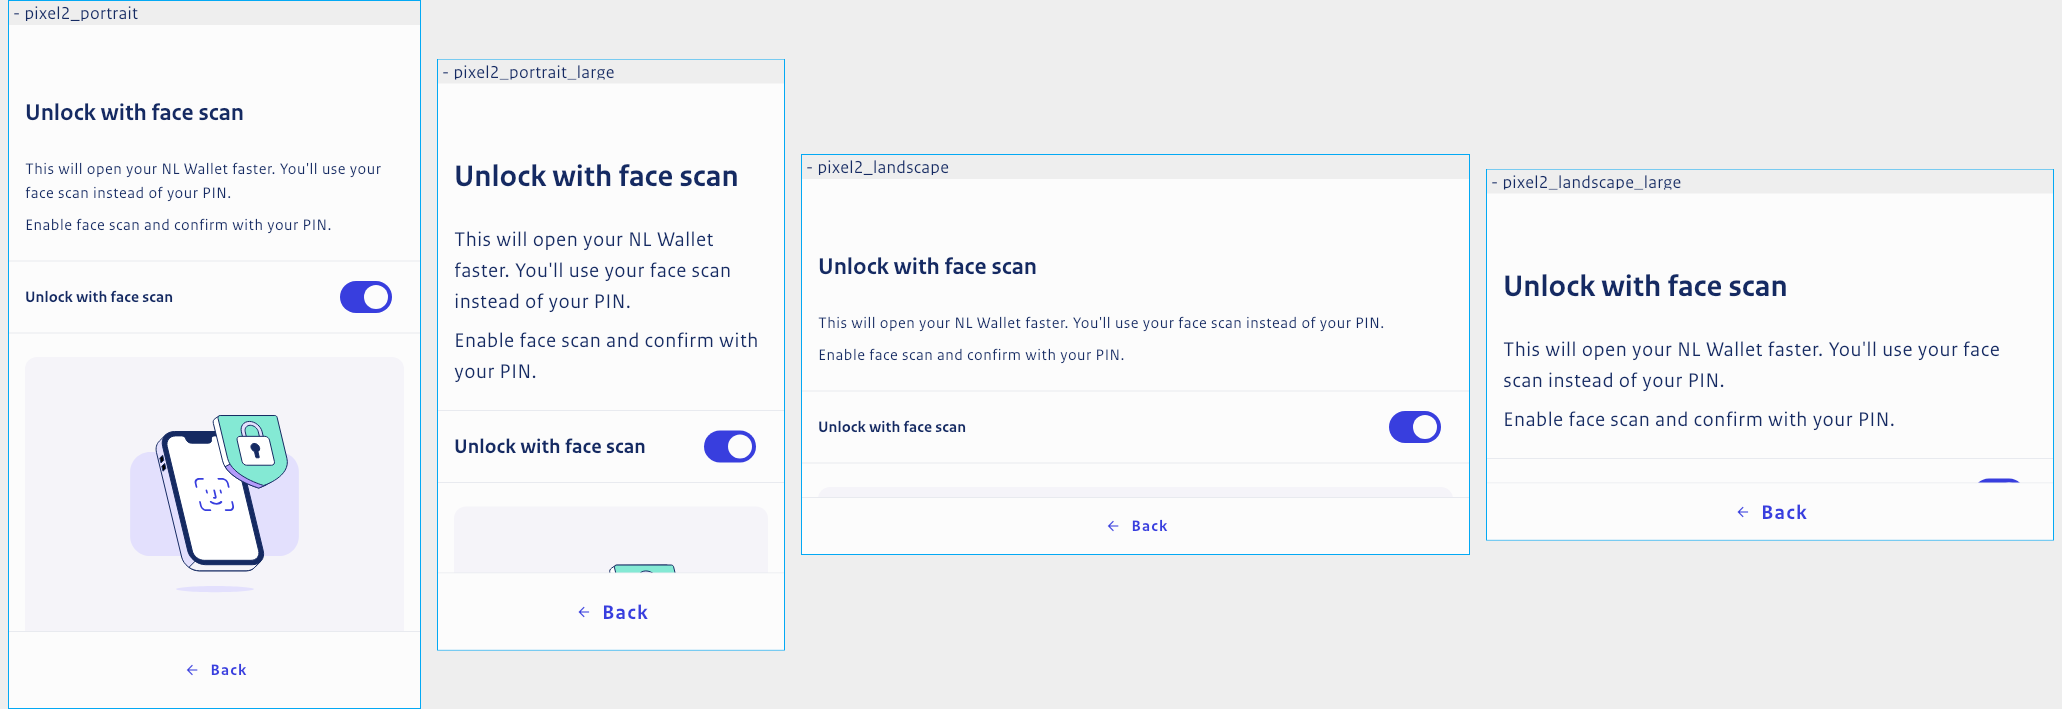 - pixel2_portrait
Unlock with face scan
This will open your NL Wallet faster. You'll use your
face scan instead of your PIN.
Enable face scan and confirm with your PIN.
Unlock with face scan
← Back
- pixel2_portrait_large
Unlock with face scan
This will open your NL Wallet
faster. You'll use your face scan
instead of your PIN.
Enable face scan and confirm with
your PIN.
Unlock with face scan
← Back
- pixel2_landscape
Unlock with face scan
This will open your NL Wallet faster. You'll use your face scan instead of your PIN.
Enable face scan and confirm with your PIN.
Unlock with face scan
← Back
- pixel2_landscape_large
Unlock with face scan
This will open your NL Wallet faster. You'll use your face
scan instead of your PIN.
Enable face scan and confirm with your PIN.
← Back